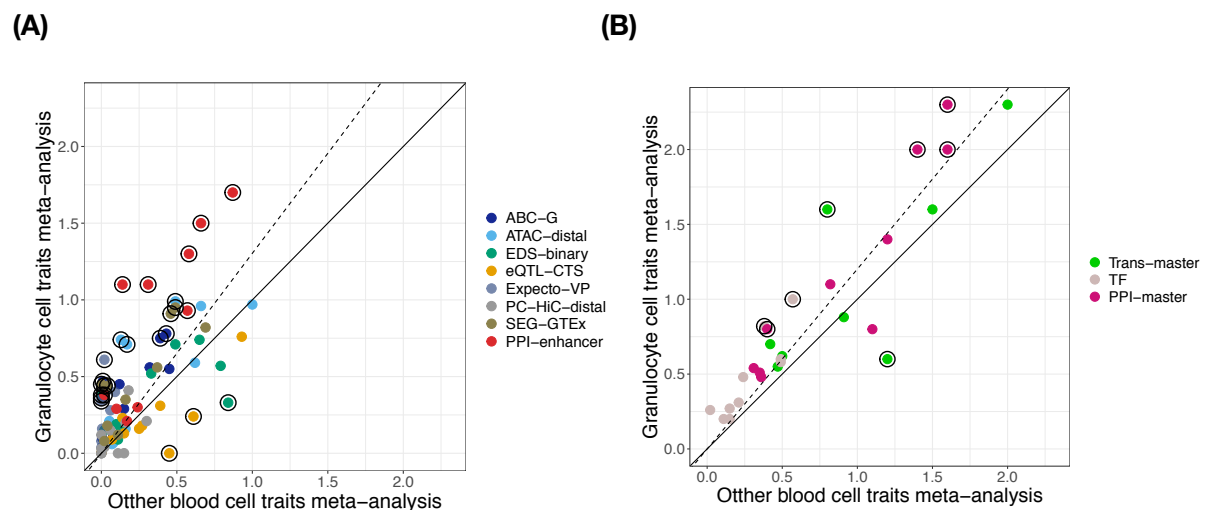 (A)
Granulocyte cell traits meta−analysis
2.0
1.5
1.0
0.5
0.0
0.0 0.5 1.0 1.5 2.0
Otther blood cell traits meta−analysis
ABC−G
ATAC−distal
EDS−binary
eQTL−CTS
Expecto−VP
PC−HiC−distal
SEG−GTEx
PPI−enhancer
(B)
Granulocyte cell traits meta−analysis
2.0
1.5
1.0
0.5
0.0
0.0 0.5 1.0 1.5 2.0
Otther blood cell traits meta−analysis
Trans−master
TF
PPI−master